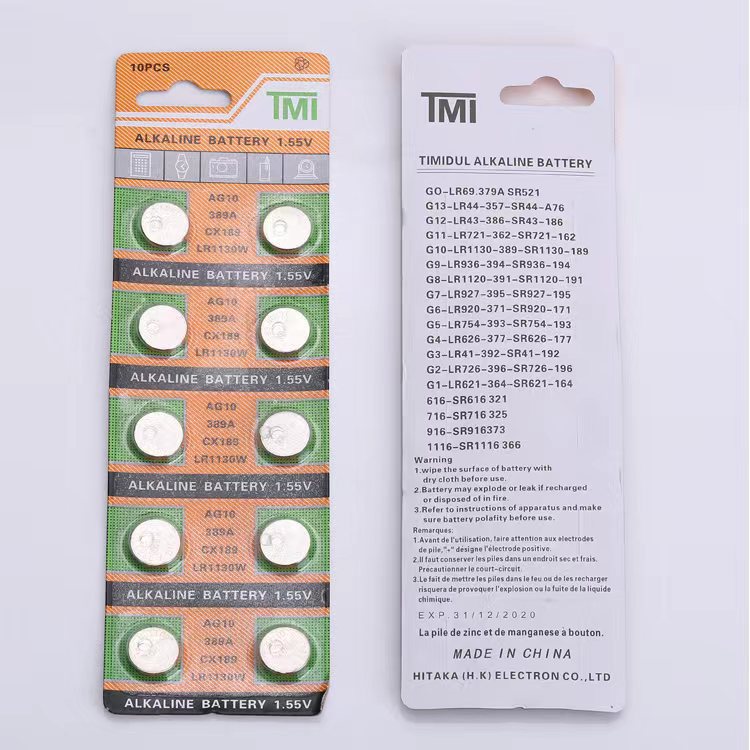 10PCS
TMI
ALKALINE BATTERY 1.55V
AG10
389A
CX189
LR1130W
ALKALINE BATTERY 1.55V
AG10
389A
CX189
LR1130W
ALKALINE BATTERY 1.55V
AG10
389A
CX189
LR1130W
ALKALINE BATTERY 1.55V
AG10
389A
CX189
LR1130W
ALKALINE BATTERY 1.55V
AG10
389A
CX189
LR1130W
ALKALINE BATTERY 1.55V
TMI
TIMIDUL ALKALINE BATTERY
GO-LR69.379A SR521
G13-LR44-357-SR44-A76
G12-LR43-386-SR43-186
G11-LR721-362-SR721-162
G10-LR1130-389-SR1130-189
G9-LR936-394-SR936-194
G8-LR1120-391-SR1120-191
G7-LR927-395-SR927-195
G6-LR920-371-SR920-171
G5-LR754-393-SR754-193
G4-LR626-377-SR626-177
G3-LR41-392-SR41-192
G2-LR726-396-SR726-196
G1-LR621-364-SR621-164
616-SR616 321
716-SR716 325
916-SR916373
1116-SR1116 366
Warning
1.wipe the surface of battery with
dry cloth before use.
2.Battery may explode or leak if recharged
or disposed of in fire.
3.Refer to instructions of apparatus and make
sure battery polafity before use.
Remarques:
1.Avant de l'utilisation, faire attention aux electrodes
de pile,"+" désigne l'électrode positive.
2.Il faut conserver les piles dans un endroit sec et frais.
Precautionner le court-circuit.
3.Le fait de mettre les piles dans le feu ou de les recharger
risquera de provoquer l'explosion ou la fuite de la liquide
chimique.
EXP.31/12/2020
La pile de zinc et de manganèse à bouton.
MADE IN CHINA
HITAKA (H.K) ELECTRON CO.,LTD